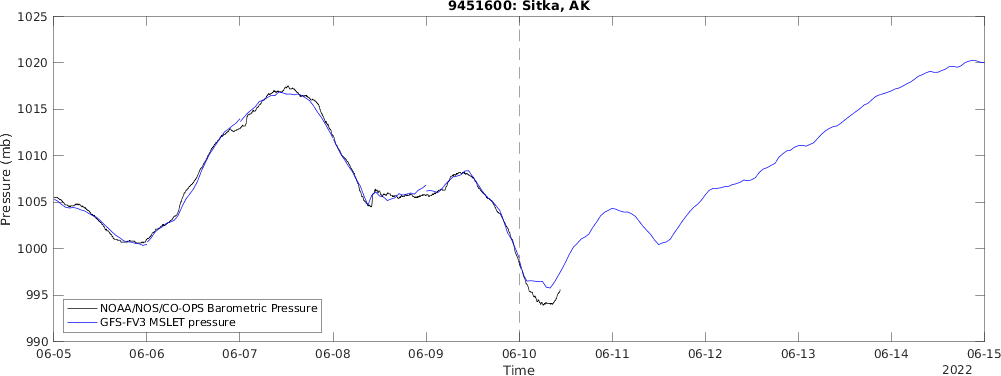 9451600: Sitka, AK
1025
1020
1015
1010
1005
1000
995
990
Pressure (mb)
NOAA/NOS/CO-OPS Barometric Pressure
GFS-FV3 MSLET pressure
06-05 06-06 06-07 06-08 06-09 06-10 06-11 06-12 06-13 06-14 06-15
Time
2022